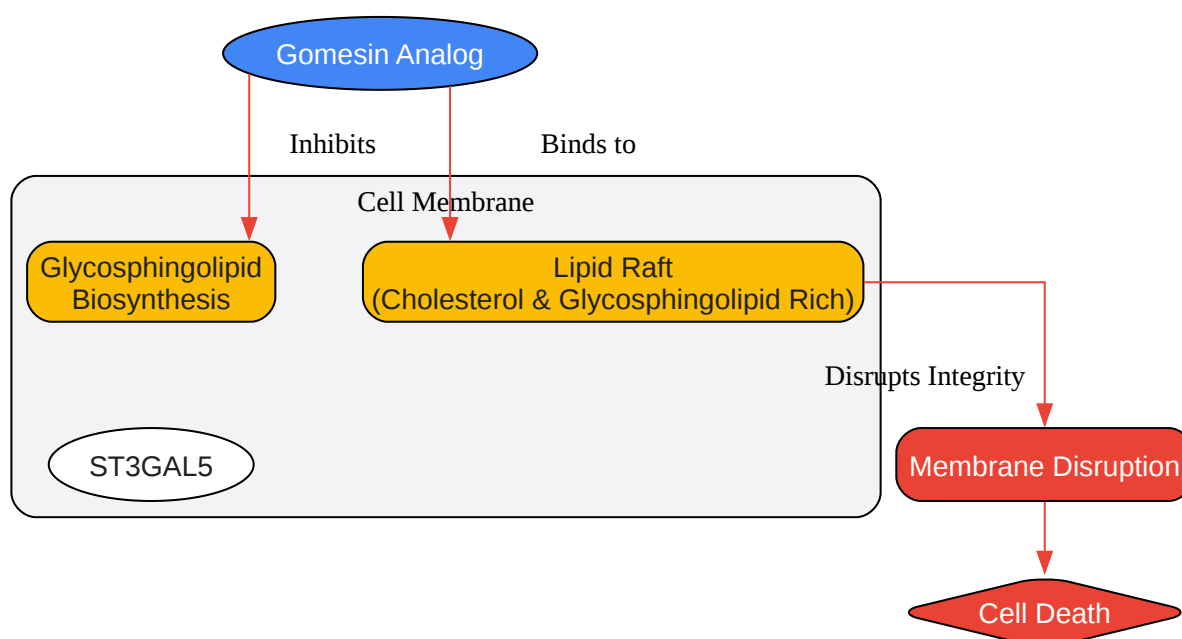 Gomesin Analog
Inhibits
Binds to
Cell Membrane
Glycosphingolipid
Biosynthesis
Lipid Raft
(Cholesterol & Glycosphingolipid Rich)
Disrupts Integrity
ST3GAL5
Membrane Disruption
Cell Death